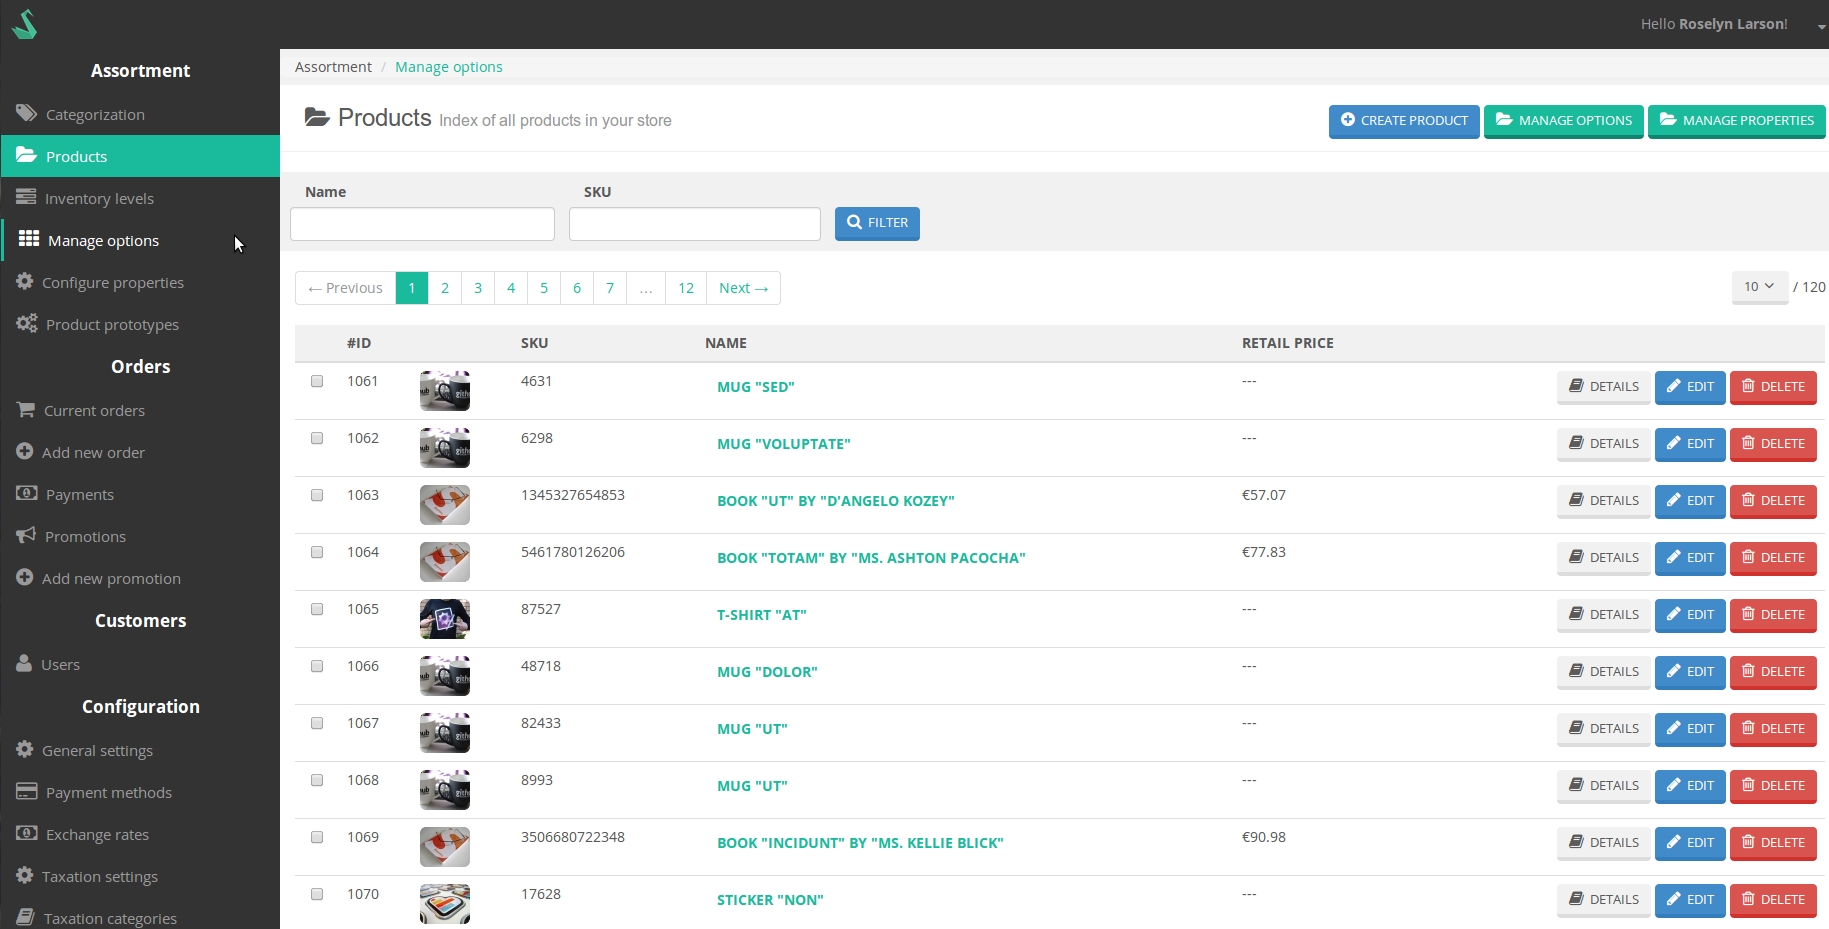 Hello Roselyn Larson!
Assortment
Categorization
Products
Inventory levels
Manage options
Configure properties
Product prototypes
Orders
Current orders
Add new order
Payments
Promotions
Add new promotion
Customers
Users
Configuration
General settings
Payment methods
Exchange rates
Taxation settings
Taxation categories
Assortment / Manage options
Products Index of all products in your store
CREATE PRODUCT MANAGE OPTIONS MANAGE PROPERTIES
Name SKU
FILTER
← Previous 1 2 3 4 5 6 7 … 12 Next →
10 / 120
#ID SKU NAME RETAIL PRICE
1061 4631 MUG "SED" --- DETAILS EDIT DELETE
1062 6298 MUG "VOLUPTATE" --- DETAILS EDIT DELETE
1063 1345327654853 BOOK "UT" BY "D'ANGELO KOZEY" €57.07 DETAILS EDIT DELETE
1064 5461780126206 BOOK "TOTAM" BY "MS. ASHTON PACOCHA" €77.83 DETAILS EDIT DELETE
1065 87527 T-SHIRT "AT" --- DETAILS EDIT DELETE
1066 48718 MUG "DOLOR" --- DETAILS EDIT DELETE
1067 82433 MUG "UT" --- DETAILS EDIT DELETE
1068 8993 MUG "UT" --- DETAILS EDIT DELETE
1069 3506680722348 BOOK "INCIDUNT" BY "MS. KELLIE BLICK" €90.98 DETAILS EDIT DELETE
1070 17628 STICKER "NON" --- DETAILS EDIT DELETE